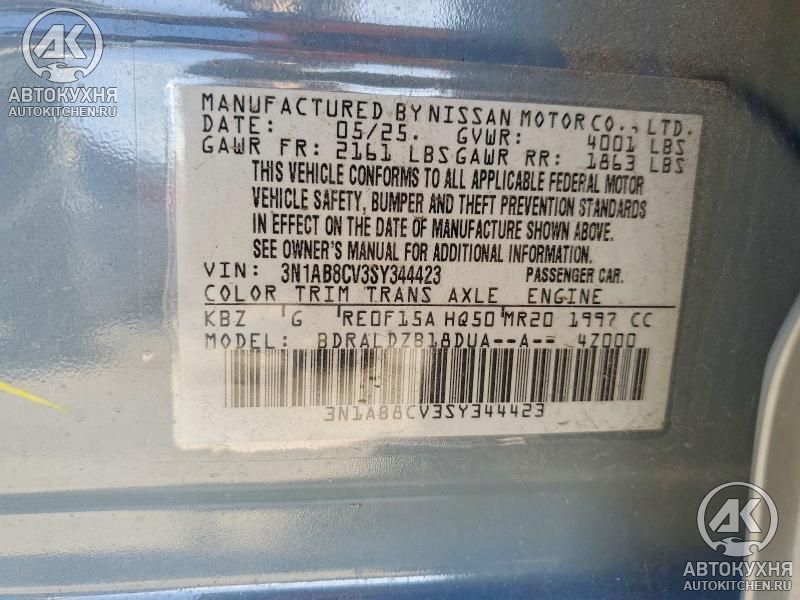 АК
АВТОКУХНЯ
AUTOKITCHEN.RU
MANUFACTURED BY NISSAN MOTOR CO., LTD.
DATE: 05/25. GVWR: 4001 LBS
GAWR FR: 2161 LBS GAWR RR: 1863 LBS
THIS VEHICLE CONFORMS TO ALL APPLICABLE FEDERAL MOTOR
VEHICLE SAFETY, BUMPER AND THEFT PREVENTION STANDARDS
IN EFFECT ON THE DATE OF MANUFACTURE SHOWN ABOVE.
SEE OWNER'S MANUAL FOR ADDITIONAL INFORMATION.
VIN: 3N1AB8CV3SY344423 PASSENGER CAR.
COLOR TRIM TRANS AXLE ENGINE
KBZ G RE0F15A HQ50 MR20 1997 CC
MODEL: BDRALDZB18DUA--A-- 4Z000
3N1AB8CV3SY344423
АК
АВТОКУХНЯ
AUTOKITCHEN.RU